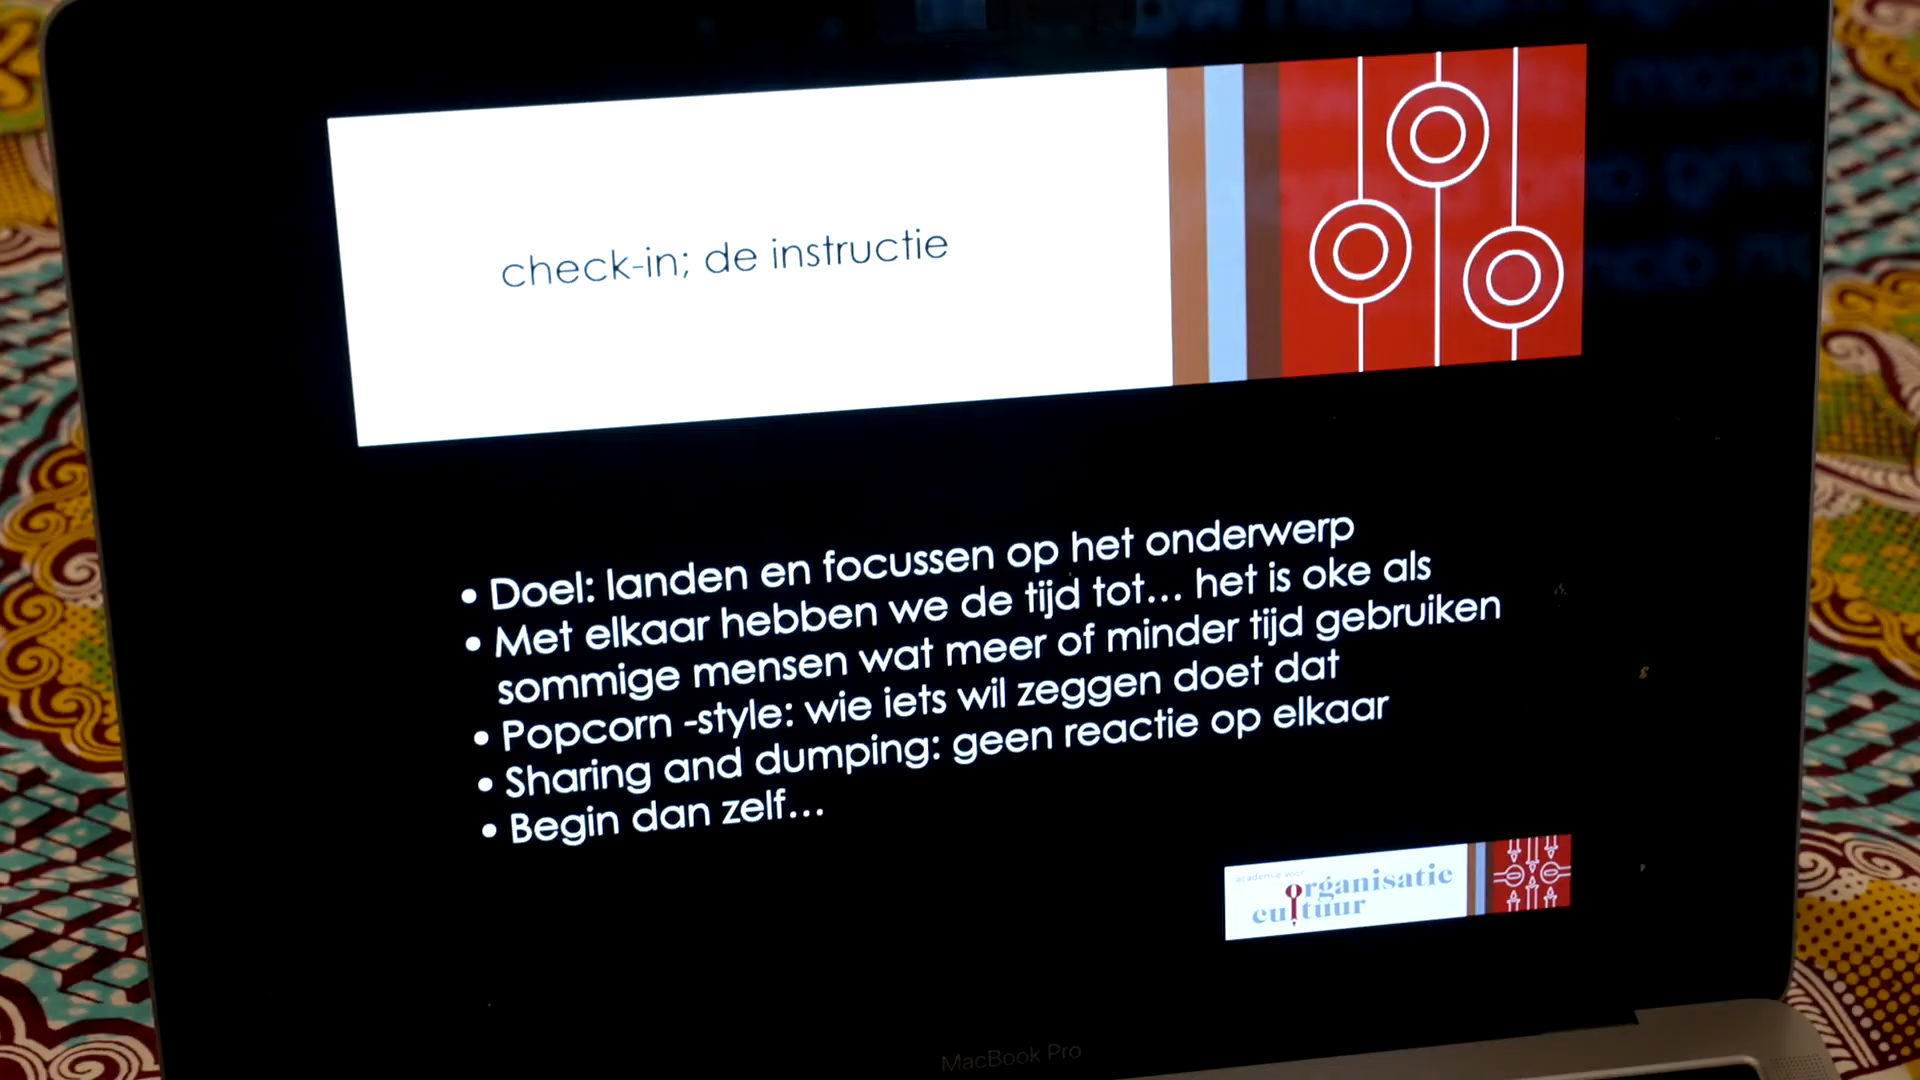 check-in; de instructie
• Doel: landen en focussen op het onderwerp
• Met elkaar hebben we de tijd tot... het is oke als
sommige mensen wat meer of minder tijd gebruiken
• Popcorn -style: wie iets wil zeggen doet dat
• Sharing and dumping: geen reactie op elkaar
• Begin dan zelf...
academie voor
organisatie
cultuur
MacBook Pro